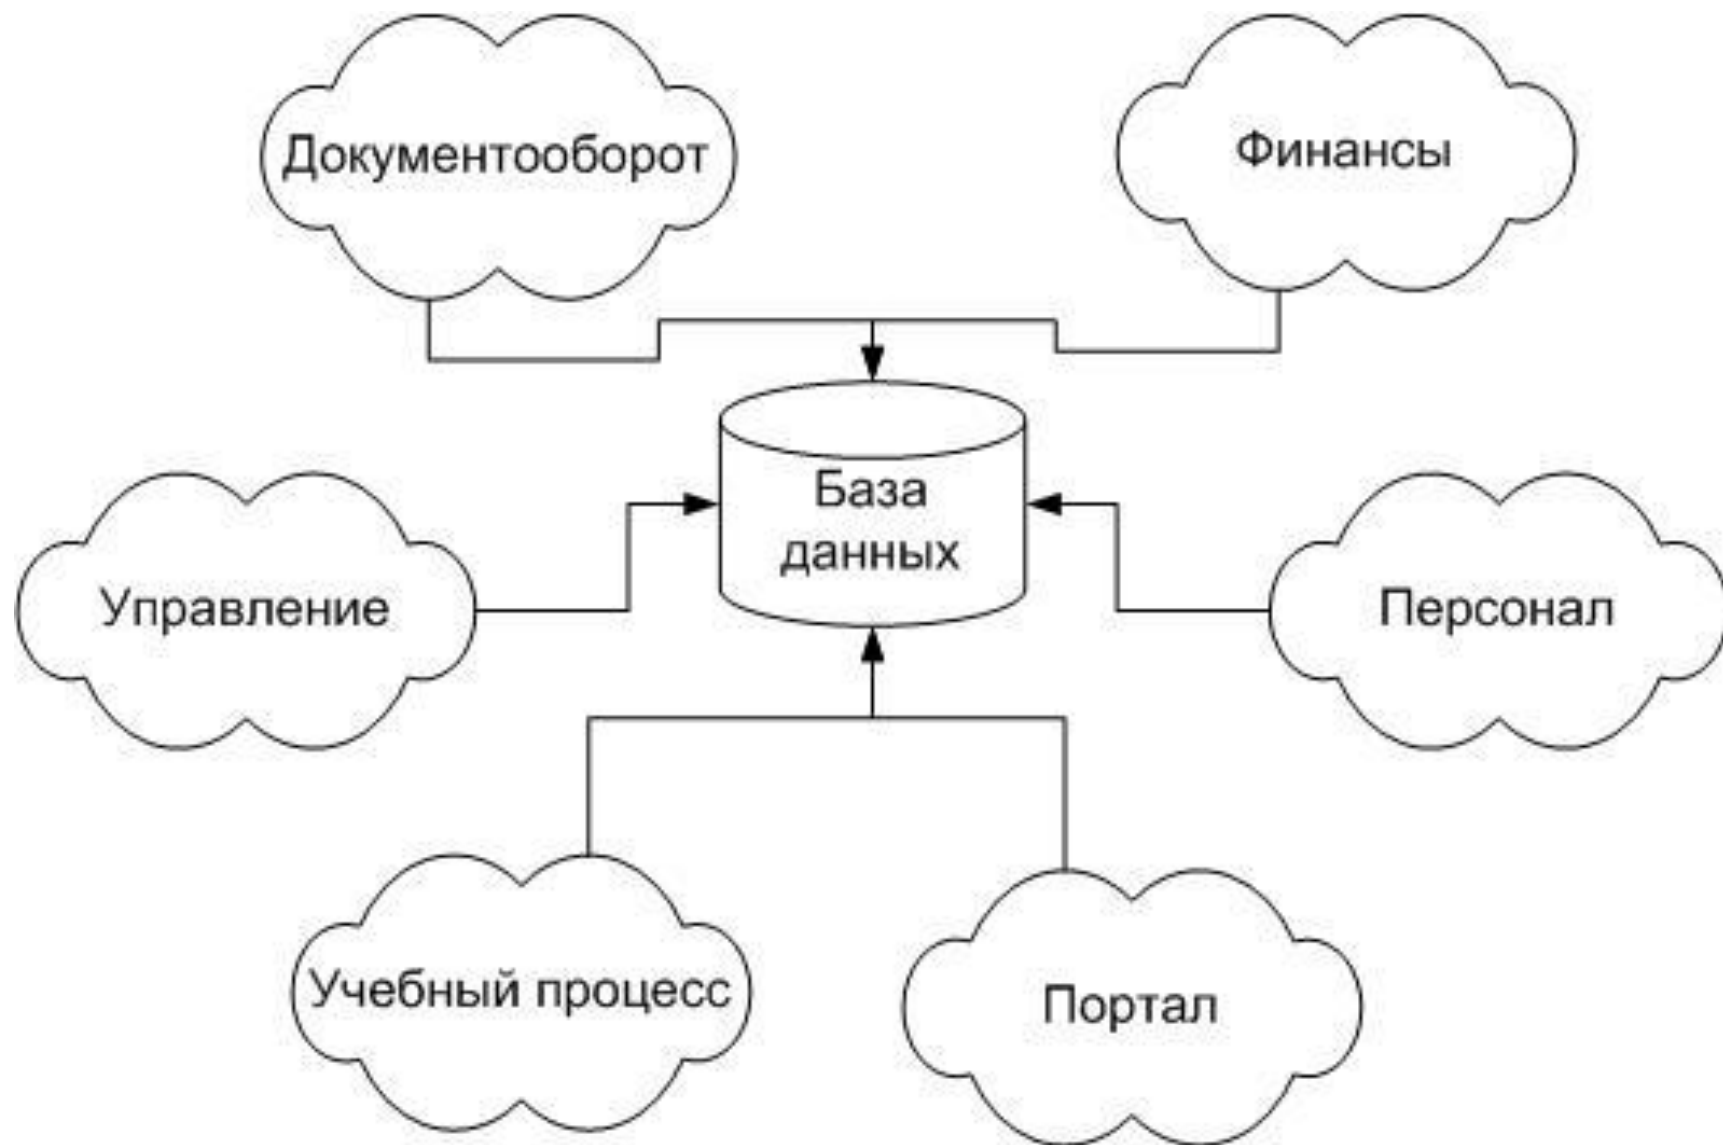 Документооборот
Финансы
База
данных
Управление
Персонал
Учебный процесс
Портал